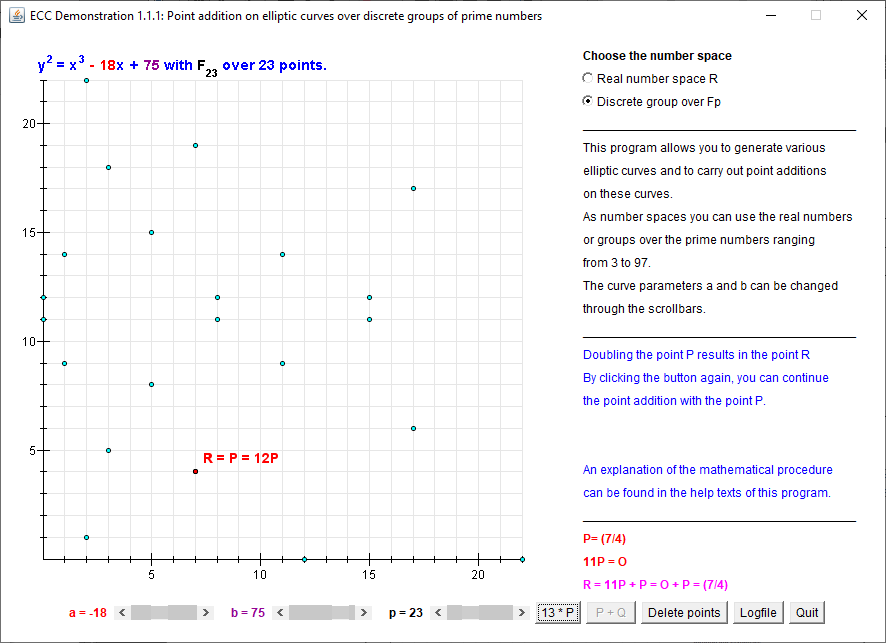 ECC Demonstration 1.1.1: Point addition on elliptic curves over discrete groups of prime numbers
y² = x³ - 18x + 75 with F₂₃ over 23 points.
20
15
10
5
R = P = 12P
5
10
15
20
a = -18
b = 75
p = 23
13 * P
P + Q
Delete points
Logfile
Quit
Choose the number space
Real number space R
Discrete group over Fp
This program allows you to generate various
elliptic curves and to carry out point additions
on these curves.
As number spaces you can use the real numbers
or groups over the prime numbers ranging
from 3 to 97.
The curve parameters a and b can be changed
through the scrollbars.
Doubling the point P results in the point R
By clicking the button again, you can continue
the point addition with the point P.
An explanation of the mathematical procedure
can be found in the help texts of this program.
P= (7/4)
11P = O
R = 11P + P = O + P = (7/4)